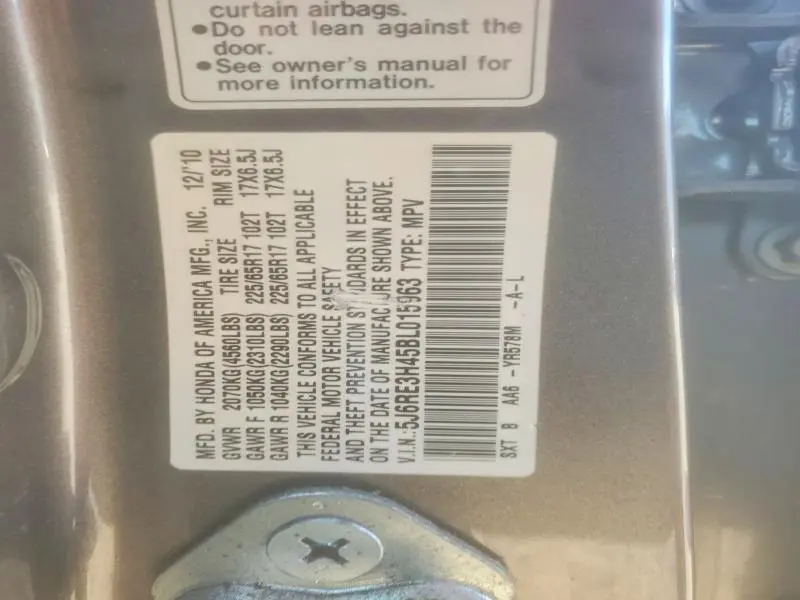 curtain airbags.
●Do not lean against the
door.
●See owner's manual for
more information.
MFD. BY HONDA OF AMERICA MFG., INC. 12/'10
GVWR 2070KG(4560LBS) TIRE SIZE RIM SIZE
GAWR F 1050KG(2310LBS) 225/65R17 102T 17X6.5J
GAWR R 1040KG(2290LBS) 225/65R17 102T 17X6.5J
THIS VEHICLE CONFORMS TO ALL APPLICABLE
FEDERAL MOTOR VEHICLE SAFETY
AND THEFT PREVENTION STANDARDS IN EFFECT
ON THE DATE OF MANUFACTURE SHOWN ABOVE.
V.I.N.:5J6RE3H45BL015963 TYPE: MPV
SXT B AA6 -YR578M -A-L